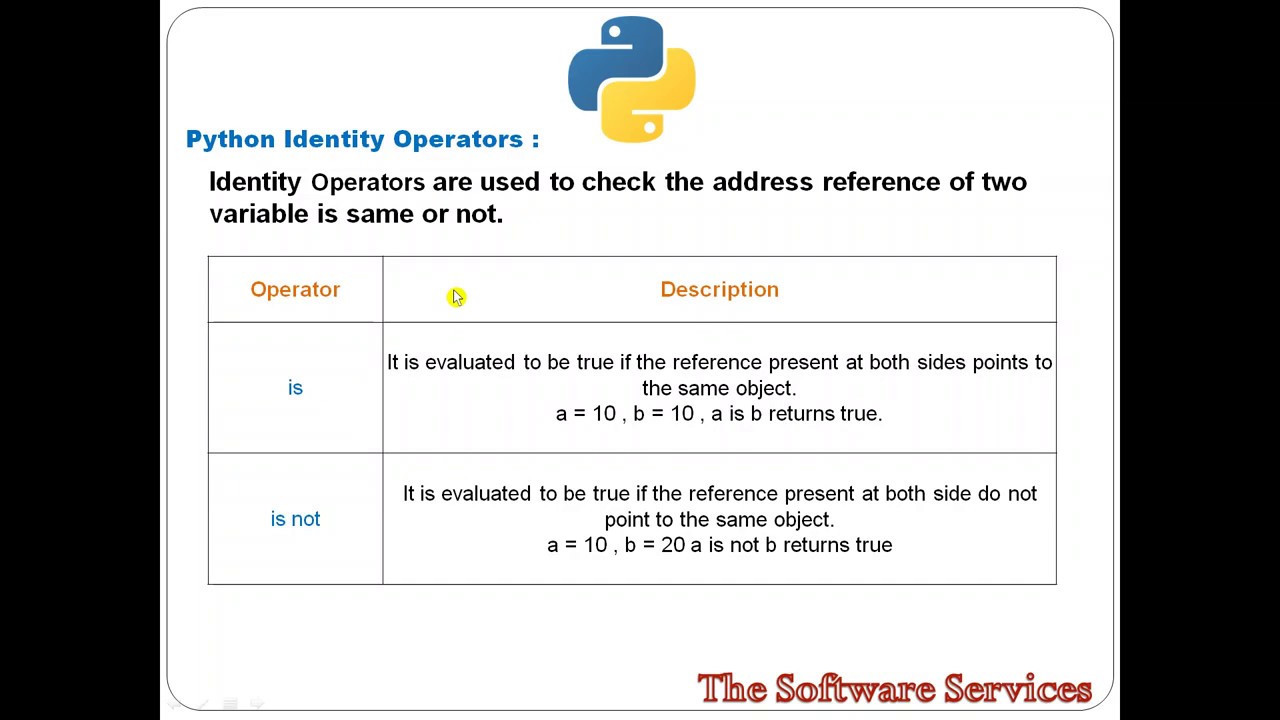 Python Identity Operators :
Identity Operators are used to check the address reference of two
variable is same or not.
Operator
Description
is
It is evaluated to be true if the reference present at both sides points to
the same object.
a = 10 , b = 10 , a is b returns true.
is not
It is evaluated to be true if the reference present at both side do not
point to the same object.
a = 10 , b = 20 a is not b returns true
The Software Services